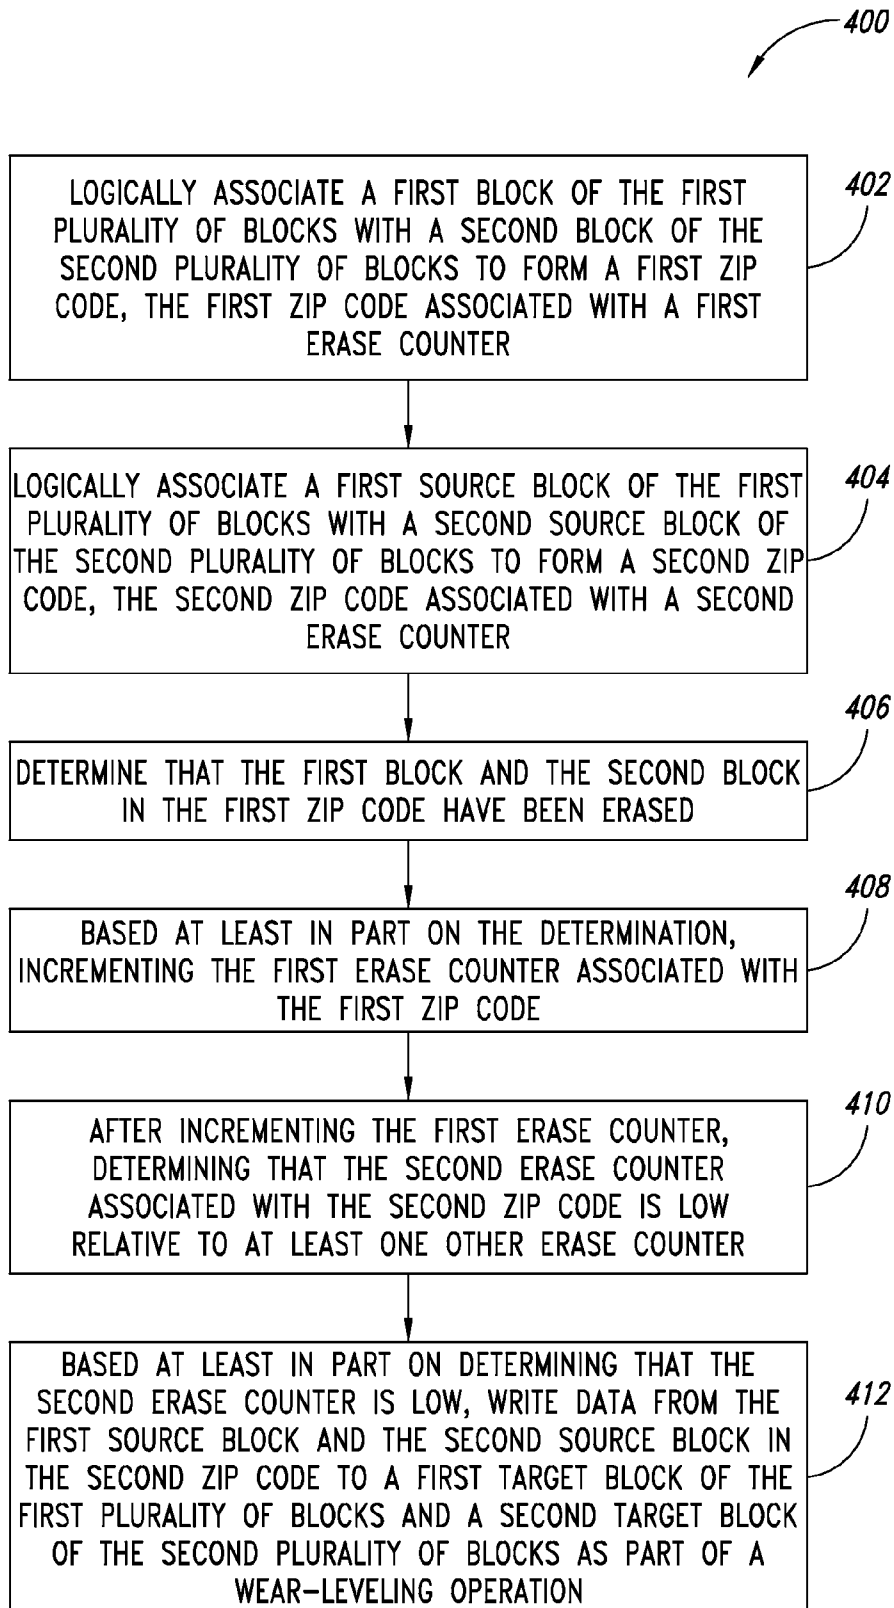 400
LOGICALLY ASSOCIATE A FIRST BLOCK OF THE FIRST
PLURALITY OF BLOCKS WITH A SECOND BLOCK OF THE
SECOND PLURALITY OF BLOCKS TO FORM A FIRST ZIP
CODE, THE FIRST ZIP CODE ASSOCIATED WITH A FIRST
ERASE COUNTER
402
LOGICALLY ASSOCIATE A FIRST SOURCE BLOCK OF THE FIRST
PLURALITY OF BLOCKS WITH A SECOND SOURCE BLOCK OF
THE SECOND PLURALITY OF BLOCKS TO FORM A SECOND ZIP
CODE, THE SECOND ZIP CODE ASSOCIATED WITH A SECOND
ERASE COUNTER
404
DETERMINE THAT THE FIRST BLOCK AND THE SECOND BLOCK
IN THE FIRST ZIP CODE HAVE BEEN ERASED
406
BASED AT LEAST IN PART ON THE DETERMINATION,
INCREMENTING THE FIRST ERASE COUNTER ASSOCIATED WITH
THE FIRST ZIP CODE
408
AFTER INCREMENTING THE FIRST ERASE COUNTER,
DETERMINING THAT THE SECOND ERASE COUNTER
ASSOCIATED WITH THE SECOND ZIP CODE IS LOW
RELATIVE TO AT LEAST ONE OTHER ERASE COUNTER
410
BASED AT LEAST IN PART ON DETERMINING THAT THE
SECOND ERASE COUNTER IS LOW, WRITE DATA FROM THE
FIRST SOURCE BLOCK AND THE SECOND SOURCE BLOCK IN
THE SECOND ZIP CODE TO A FIRST TARGET BLOCK OF THE
FIRST PLURALITY OF BLOCKS AND A SECOND TARGET BLOCK
OF THE SECOND PLURALITY OF BLOCKS AS PART OF A
WEAR-LEVELING OPERATION
412